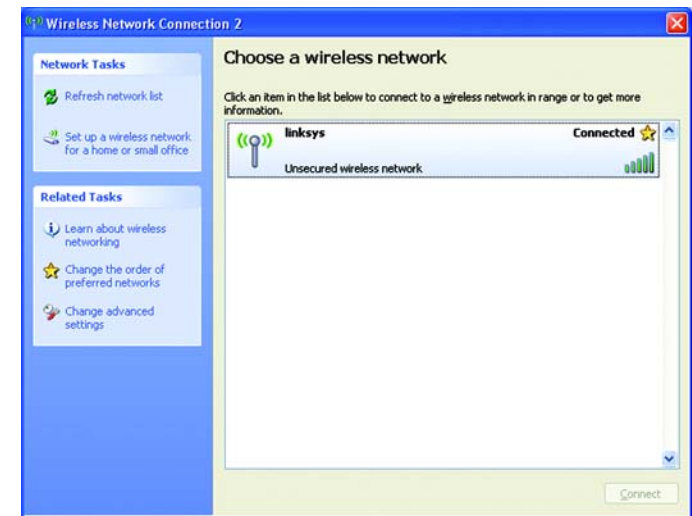 Wireless Network Connection 2
Network Tasks
Refresh network list
Set up a wireless network
for a home or small office
Related Tasks
Learn about wireless
networking
Change the order of
preferred networks
Change advanced
settings
Choose a wireless network
Click an item in the list below to connect to a wireless network in range or to get more
information.
linksys
Connected
Unsecured wireless network
Connect